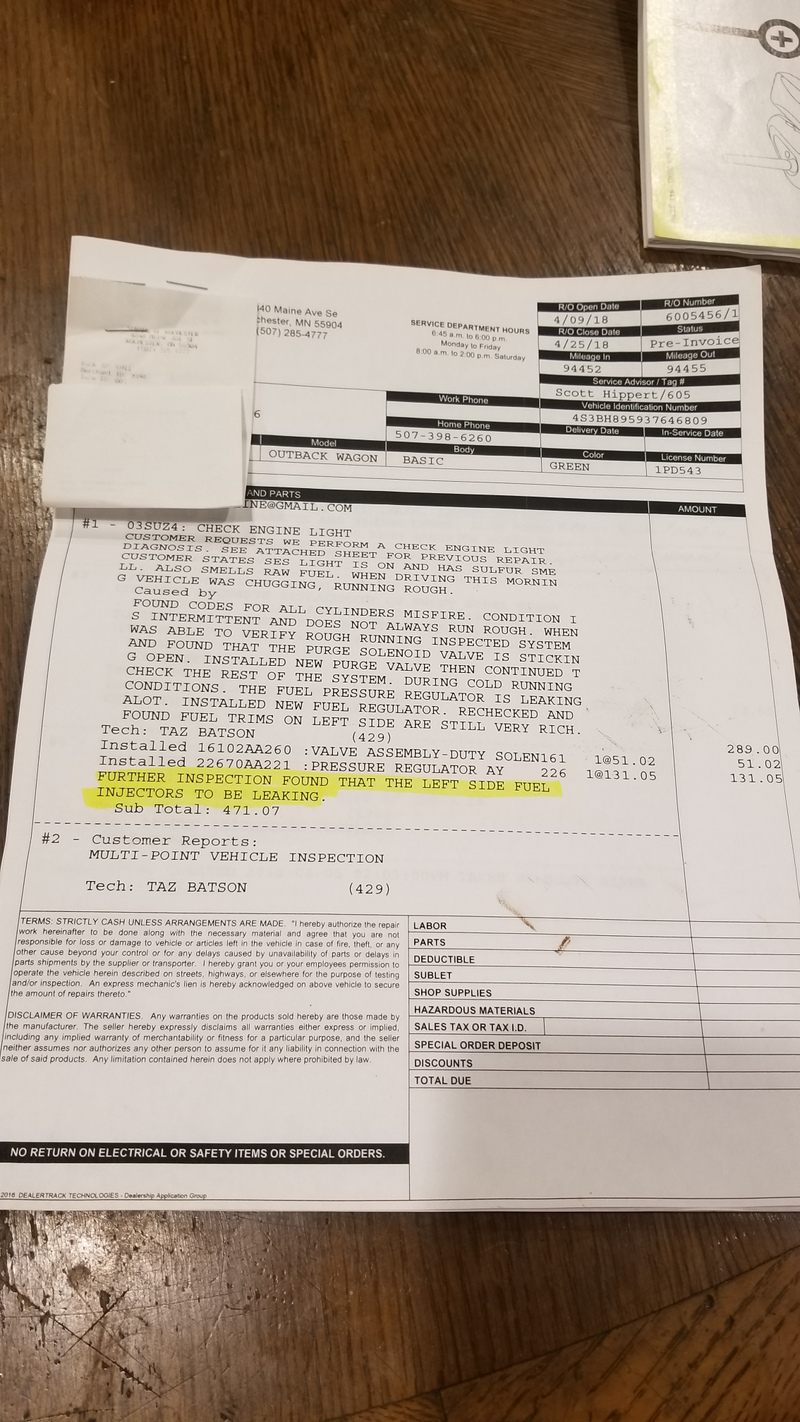 40 Maine Ave Se
chester, MN 55904
(507) 285-4777
SERVICE DEPARTMENT HOURS
6:45 a.m. to 6:00 p.m.
Monday to Friday
8:00 a.m. to 2:00 p.m. Saturday
R/O Open Date R/O Number
4/09/18 6005456/1
R/O Close Date Status
4/25/18 Pre-Invoice
Mileage In Mileage Out
94452 94455
Service Advisor / Tag #
Scott Hippert/605
Work Phone Vehicle Identification Number
6 4S3BH895937646809
Home Phone Delivery Date In-Service Date
507-398-6260
Model Body Color License Number
OUTBACK WAGON BASIC GREEN 1PD543
AND PARTS AMOUNT
INE@GMAIL.COM
#1 - 03SUZ4: CHECK ENGINE LIGHT
CUSTOMER REQUESTS WE PERFORM A CHECK ENGINE LIGHT
DIAGNOSIS. SEE ATTACHED SHEET FOR PREVIOUS REPAIR.
CUSTOMER STATES SES LIGHT IS ON AND HAS SULFUR SME
LL. ALSO SMELLS RAW FUEL. WHEN DRIVING THIS MORNIN
G VEHICLE WAS CHUGGING, RUNNING ROUGH.
Caused by
FOUND CODES FOR ALL CYLINDERS MISFIRE. CONDITION I
S INTERMITTENT AND DOES NOT ALWAYS RUN ROUGH. WHEN
WAS ABLE TO VERIFY ROUGH RUNNING INSPECTED SYSTEM
AND FOUND THAT THE PURGE SOLENOID VALVE IS STICKIN
G OPEN. INSTALLED NEW PURGE VALVE THEN CONTINUED T
CHECK THE REST OF THE SYSTEM. DURING COLD RUNNING
CONDITIONS. THE FUEL PRESSURE REGULATOR IS LEAKING
ALOT. INSTALLED NEW FUEL REGULATOR. RECHECKED AND
FOUND FUEL TRIMS ON LEFT SIDE ARE STILL VERY RICH.
Tech: TAZ BATSON (429) 289.00
Installed 16102AA260 :VALVE ASSEMBLY-DUTY SOLEN161 1@51.02 51.02
Installed 22670AA221 :PRESSURE REGULATOR AY 226 1@131.05 131.05
FURTHER INSPECTION FOUND THAT THE LEFT SIDE FUEL
INJECTORS TO BE LEAKING.
Sub Total: 471.07
#2 - Customer Reports:
MULTI-POINT VEHICLE INSPECTION
Tech: TAZ BATSON (429)
TERMS: STRICTLY CASH UNLESS ARRANGEMENTS ARE MADE. "I hereby authorize the repair
work hereinafter to be done along with the necessary material and agree that you are not
responsible for loss or damage to vehicle or articles left in the vehicle in case of fire, theft, or any
other cause beyond your control or for any delays caused by unavailability of parts or delays in
parts shipments by the supplier or transporter. I hereby grant you or your employees permission to
operate the vehicle herein described on streets, highways, or elsewhere for the purpose of testing
and/or inspection. An express mechanic's lien is hereby acknowledged on above vehicle to secure
the amount of repairs thereto."
DISCLAIMER OF WARRANTIES. Any warranties on the products sold hereby are those made by
the manufacturer. The seller hereby expressly disclaims all warranties either express or implied,
including any implied warranty of merchantability or fitness for a particular purpose, and the seller
neither assumes nor authorizes any other person to assume for it any liability in connection with the
sale of said products. Any limitation contained herein does not apply where prohibited by law.
LABOR
PARTS
DEDUCTIBLE
SUBLET
SHOP SUPPLIES
HAZARDOUS MATERIALS
SALES TAX OR TAX I.D.
SPECIAL ORDER DEPOSIT
DISCOUNTS
TOTAL DUE
NO RETURN ON ELECTRICAL OR SAFETY ITEMS OR SPECIAL ORDERS.
2016 DEALERTRACK TECHNOLOGIES - Dealership Application Group